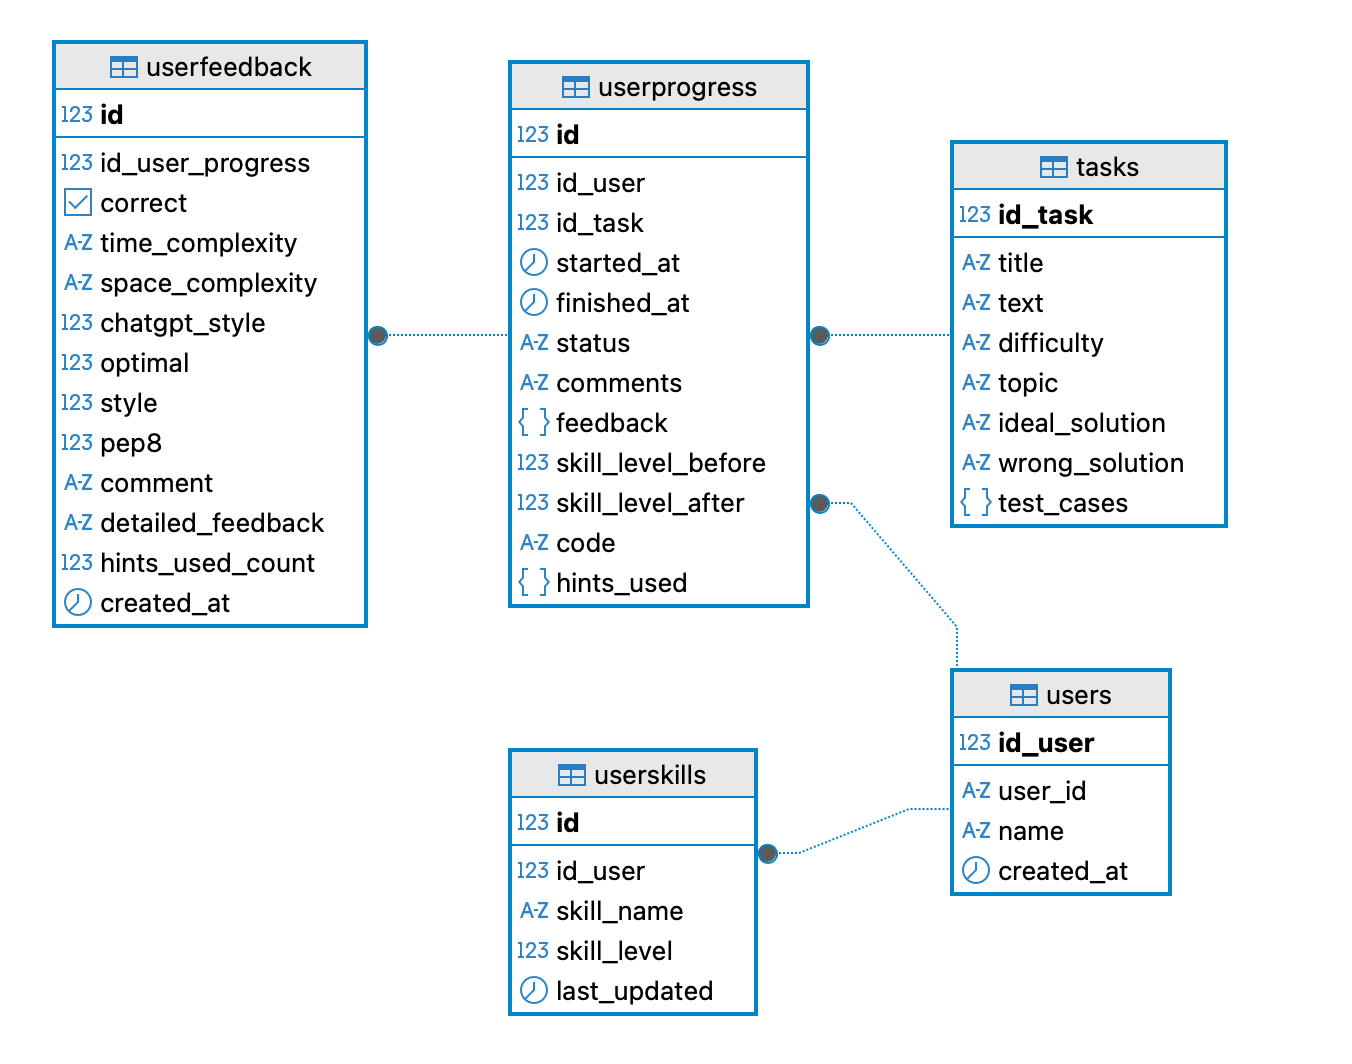 userfeedback
123 id
123 id_user_progress
correct
A-Z time_complexity
A-Z space_complexity
123 chatgpt_style
123 optimal
123 style
123 pep8
A-Z comment
A-Z detailed_feedback
123 hints_used_count
created_at
userprogress
123 id
123 id_user
123 id_task
started_at
finished_at
A-Z status
A-Z comments
{ } feedback
123 skill_level_before
123 skill_level_after
A-Z code
{ } hints_used
tasks
123 id_task
A-Z title
A-Z text
A-Z difficulty
A-Z topic
A-Z ideal_solution
A-Z wrong_solution
{ } test_cases
users
123 id_user
A-Z user_id
A-Z name
created_at
userskills
123 id
123 id_user
A-Z skill_name
123 skill_level
last_updated